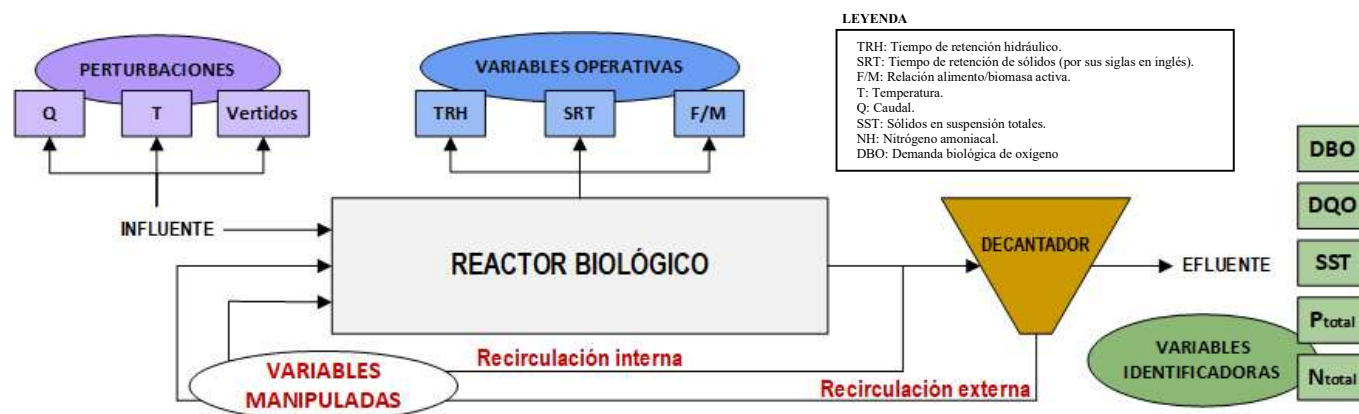 LEYENDA
TRH: Tiempo de retención hidráulico.
SRT: Tiempo de retención de sólidos (por sus siglas en inglés).
F/M: Relación alimento/biomasa activa.
T: Temperatura.
Q: Caudal.
SST: Sólidos en suspensión totales.
NH: Nitrógeno amoniacal.
DBO: Demanda biológica de oxígeno
PERTURBACIONES
Q
T
Vertidos
VARIABLES OPERATIVAS
TRH
SRT
F/M
INFLUENTE
REACTOR BIOLÓGICO
DECANTADOR
EFLUENTE
DBO
DQO
SST
Ptotal
Ntotal
VARIABLES
IDENTIFICADORAS
Recirculación interna
Recirculación externa
VARIABLES
MANIPULADAS